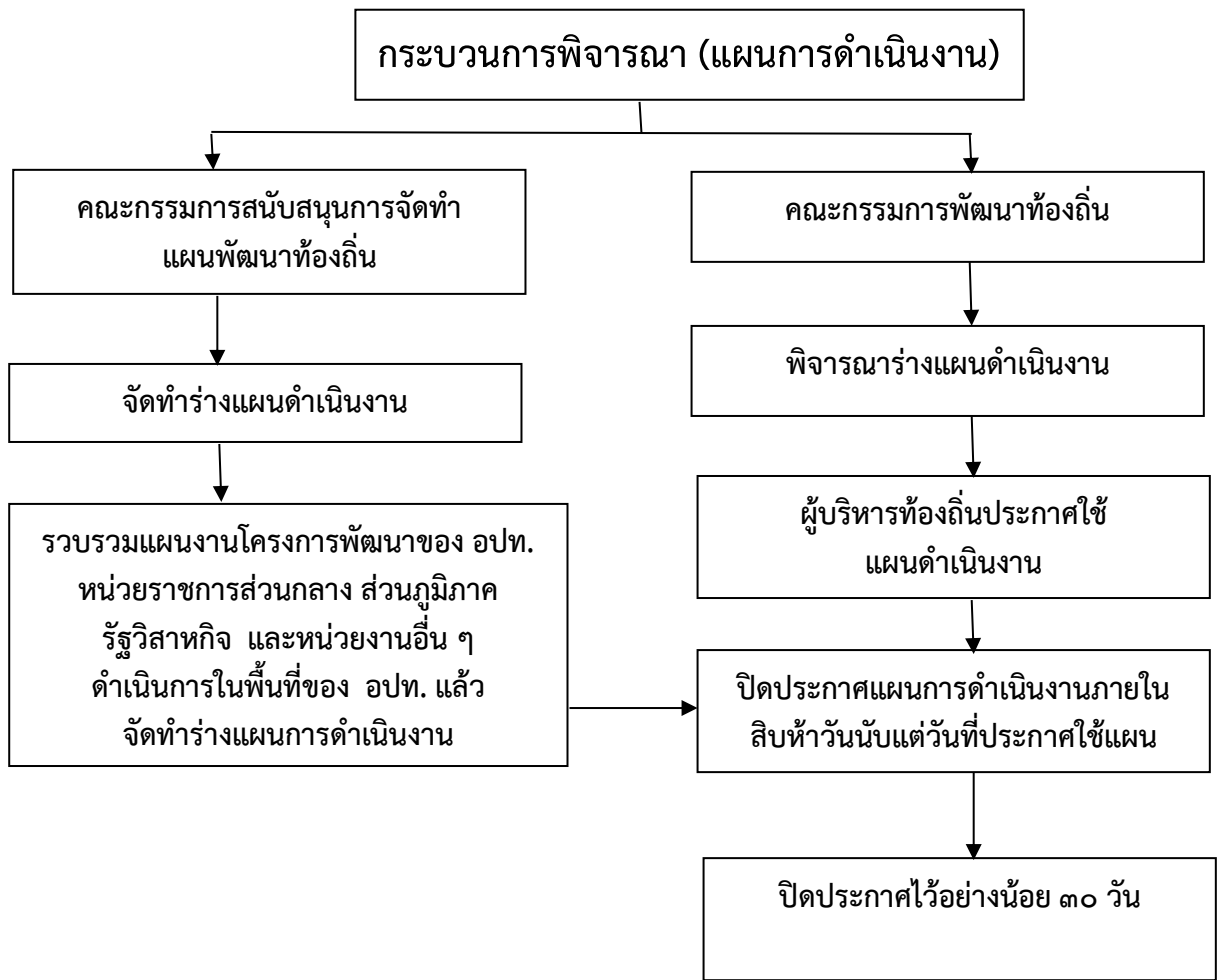 กระบวนการพิจารณา (แผนการดำเนินงาน)
คณะกรรมการสนับสนุนการจัดทำ
แผนพัฒนาท้องถิ่น
จัดทำร่างแผนดำเนินงาน
รวบรวมแผนงานโครงการพัฒนาของ อปท.
หน่วยราชการส่วนกลาง ส่วนภูมิภาค
รัฐวิสาหกิจ และหน่วยงานอื่น ๆ
ดำเนินการในพื้นที่ของ อปท. แล้ว
จัดทำร่างแผนการดำเนินงาน
คณะกรรมการพัฒนาท้องถิ่น
พิจารณาร่างแผนดำเนินงาน
ผู้บริหารท้องถิ่นประกาศใช้
แผนดำเนินงาน
ปิดประกาศแผนการดำเนินงานภายใน
สิบห้าวันนับแต่วันที่ประกาศใช้แผน
ปิดประกาศไว้อย่างน้อย ๓๐ วัน